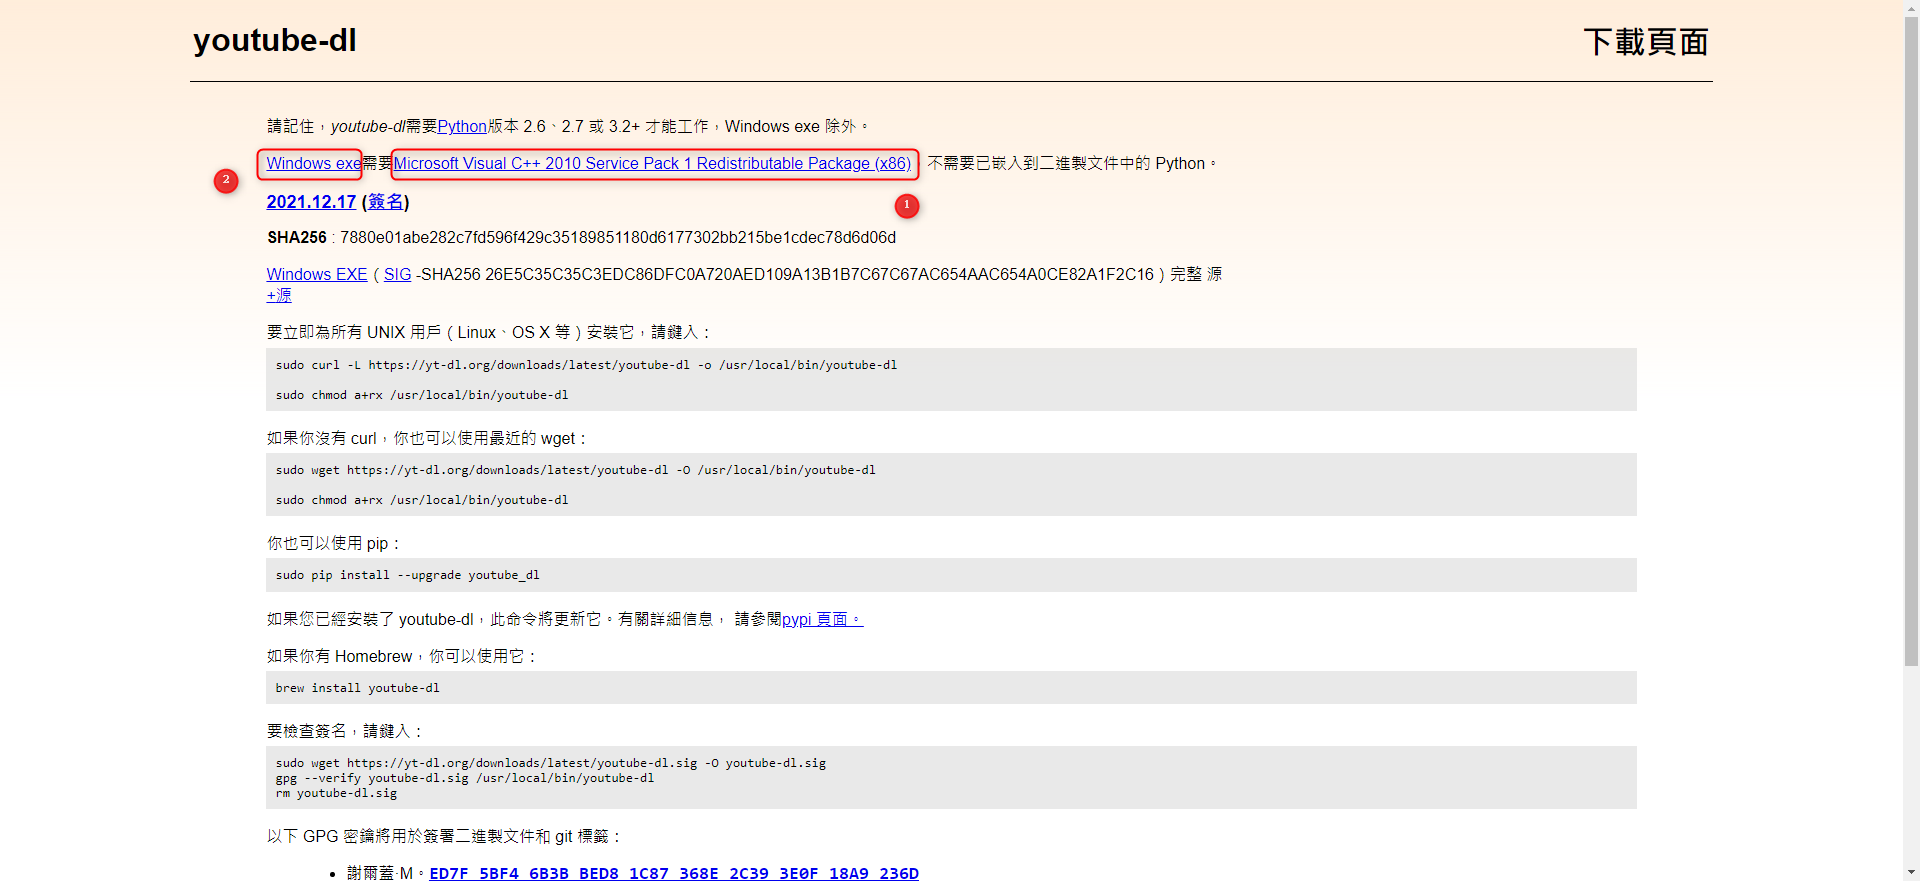 youtube-dl
下載頁面
請記住，youtube-dl需要Python版本 2.6、2.7 或 3.2+ 才能工作，Windows exe 除外。
Windows exe需要Microsoft Visual C++ 2010 Service Pack 1 Redistributable Package (x86) 不需要已嵌入到二進製文件中的 Python。
2
1
2021.12.17 (簽名)
SHA256 : 7880e01abe282c7fd596f429c35189851180d6177302bb215be1cdec78d6d06d
Windows EXE（SIG -SHA256 26E5C35C35C3EDC86DFC0A720AED109A13B1B7C67C67AC654AAC654A0CE82A1F2C16）完整 源
+源
要立即為所有 UNIX 用戶（Linux、OS X 等）安裝它，請鍵入：
sudo curl -L https://yt-dl.org/downloads/latest/youtube-dl -o /usr/local/bin/youtube-dl
sudo chmod a+rx /usr/local/bin/youtube-dl
如果你沒有 curl，你也可以使用最近的 wget：
sudo wget https://yt-dl.org/downloads/latest/youtube-dl -O /usr/local/bin/youtube-dl
sudo chmod a+rx /usr/local/bin/youtube-dl
你也可以使用 pip：
sudo pip install --upgrade youtube_dl
如果您已經安裝了 youtube-dl，此命令將更新它。有關詳細信息， 請參閱pypi 頁面。
如果你有 Homebrew，你可以使用它：
brew install youtube-dl
要檢查簽名，請鍵入：
sudo wget https://yt-dl.org/downloads/latest/youtube-dl.sig -O youtube-dl.sig
gpg --verify youtube-dl.sig /usr/local/bin/youtube-dl
rm youtube-dl.sig
以下 GPG 密鑰將用於簽署二進製文件和 git 標籤：
• 謝爾蓋·M。ED7F 5BF4 6B3B BED8 1C87 368E 2C39 3E0F 18A9 236D